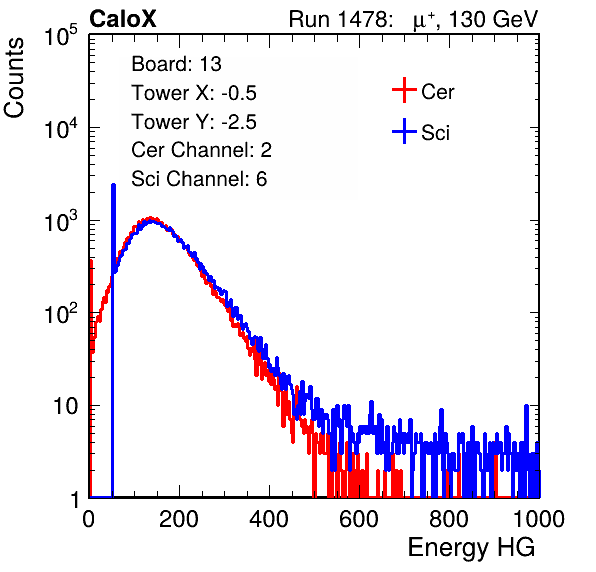 CaloX Run 1478: μ⁺, 130 GeV
Counts
Board: 13
Tower X: -0.5
Tower Y: -2.5
Cer Channel: 2
Sci Channel: 6
Cer
Sci
10⁵
10⁴
10³
10²
10
1
0 200 400 600 800 1000
Energy HG